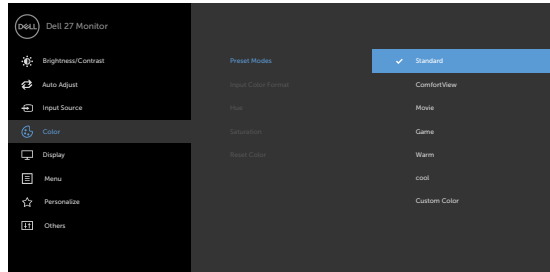 DELL
Dell 27 Monitor
Brightness/Contrast
Auto Adjust
Input Source
Color
Display
Menu
Personalize
Others
Preset Modes
Input Color Format
Hue
Saturation
Reset Color
Standard
ComfortView
Movie
Game
Warm
cool
Custom Color